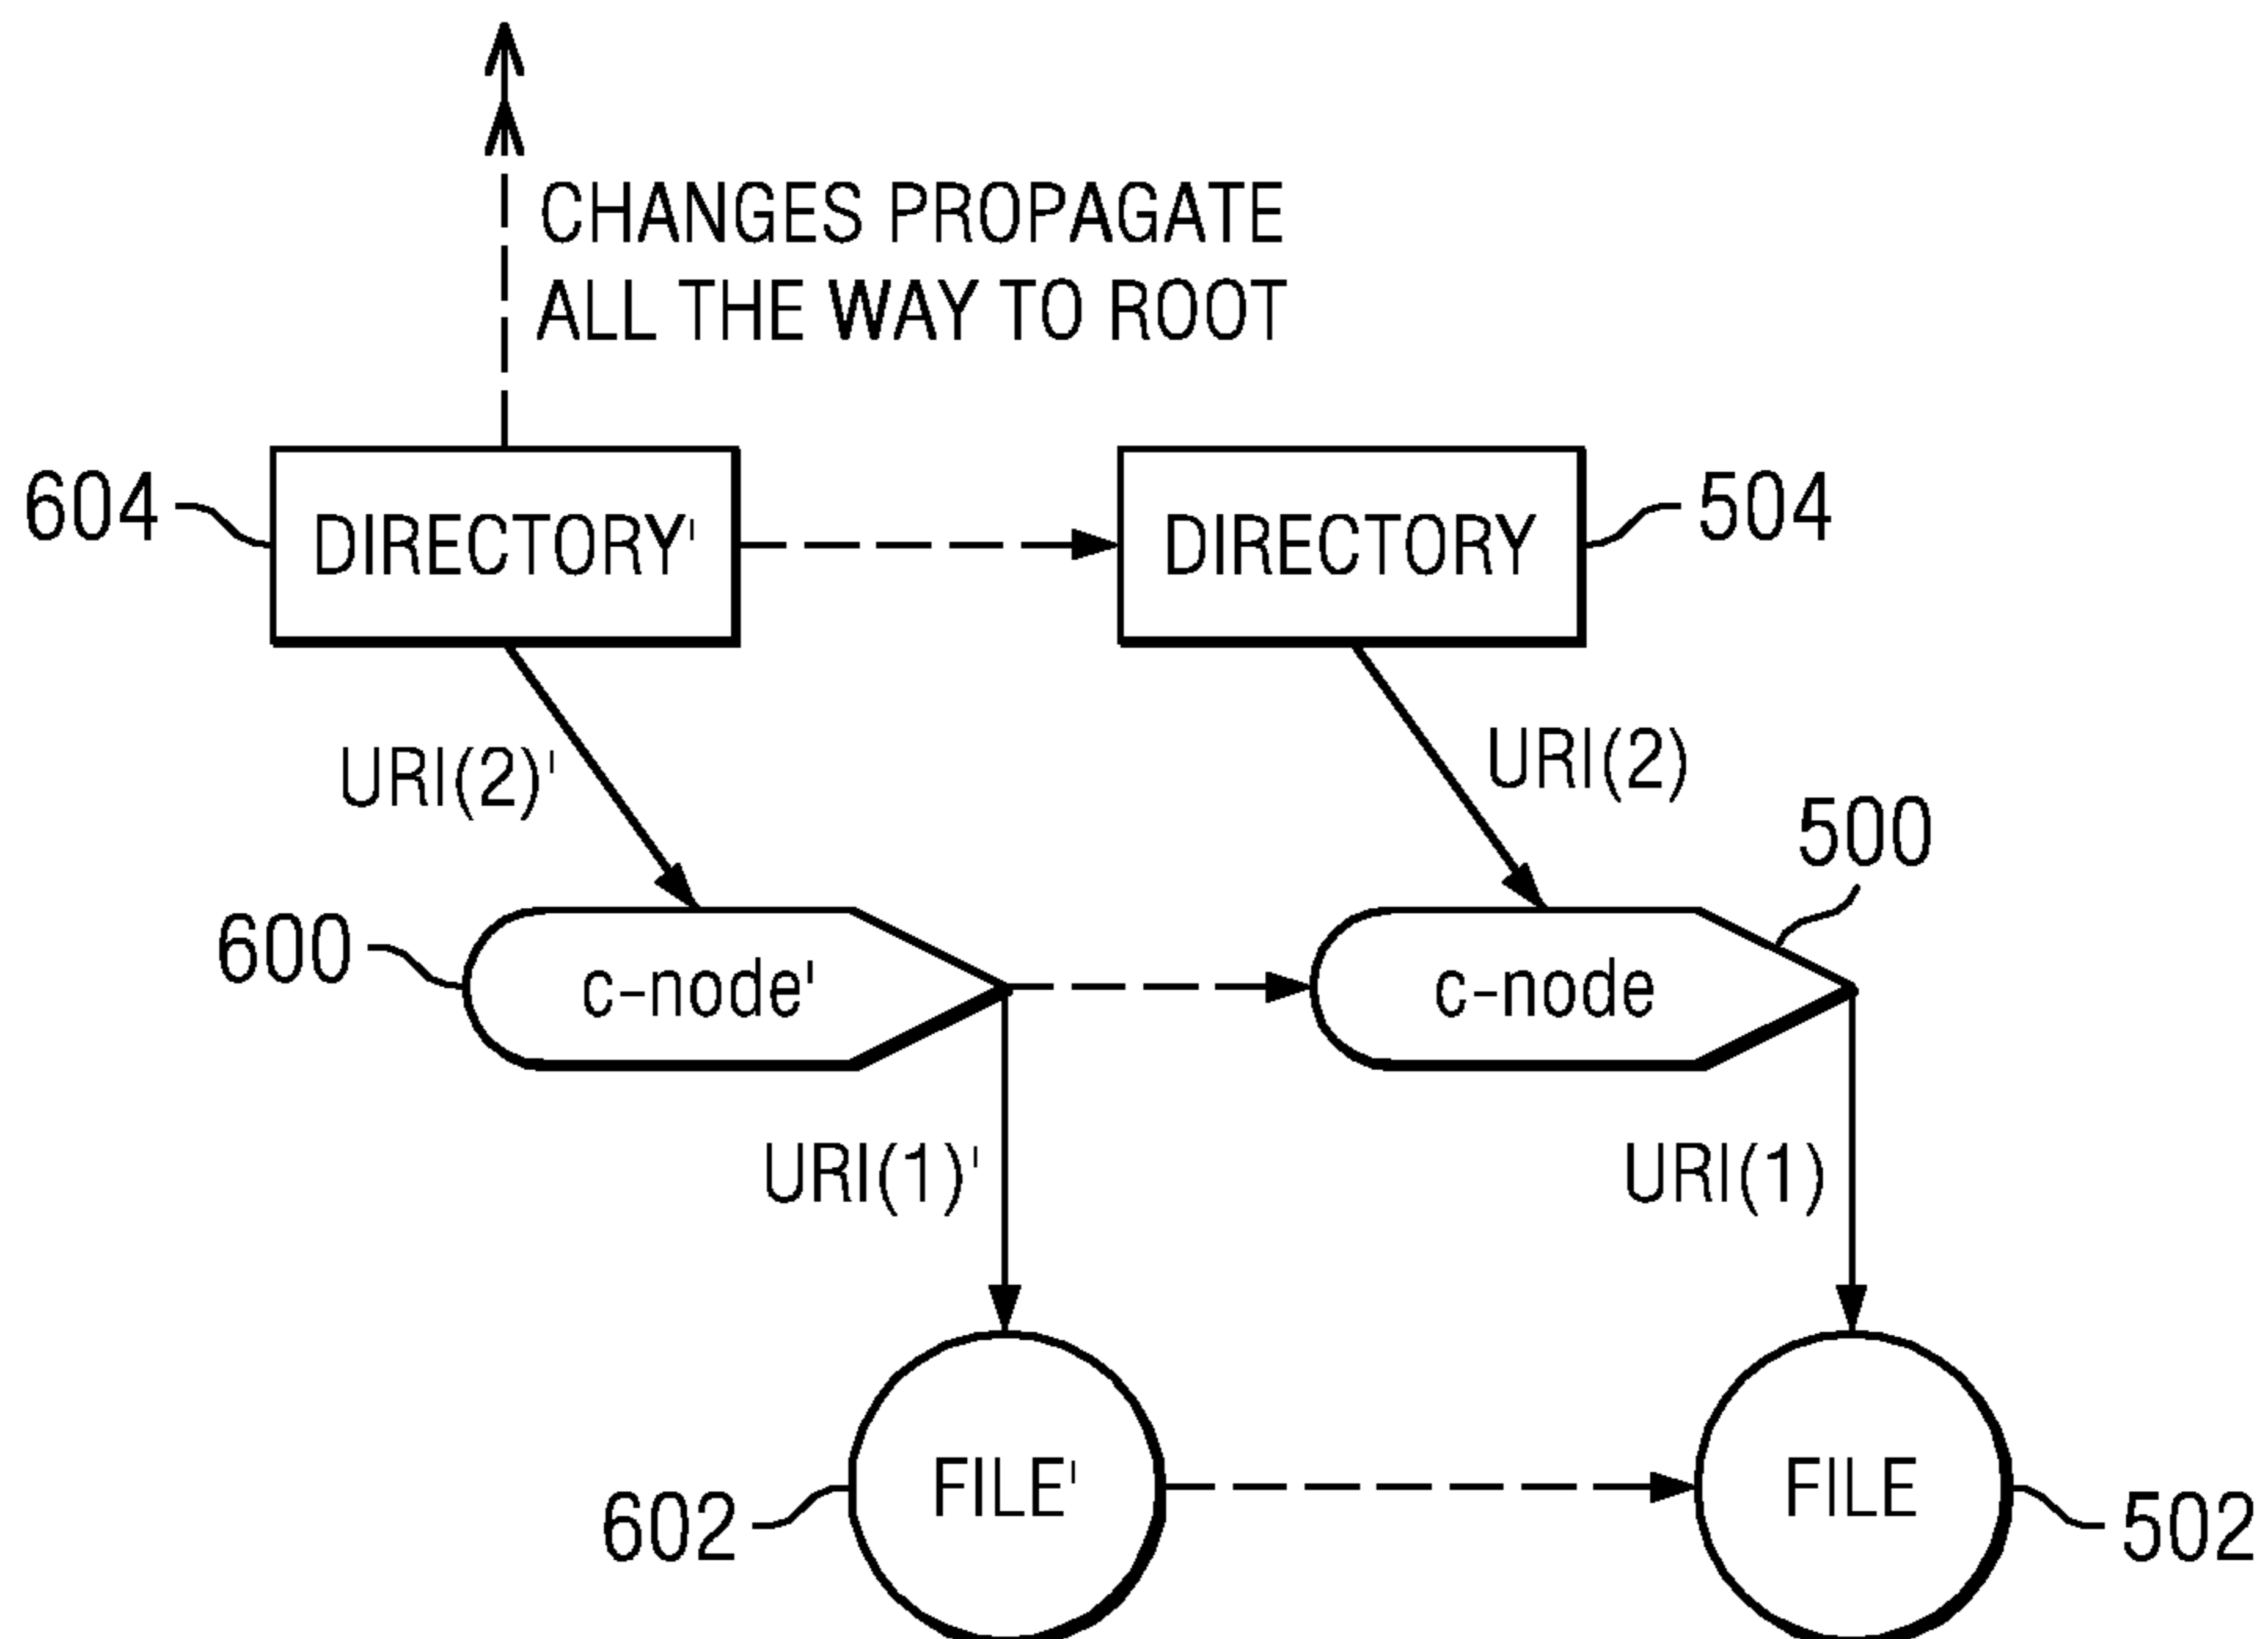 CHANGES PROPAGATE
ALL THE WAY TO ROOT
604
DIRECTORY'
DIRECTORY
504
URI(2)'
URI(2)
500
600
c-node'
c-node
URI(1)'
URI(1)
602
FILE'
FILE
502